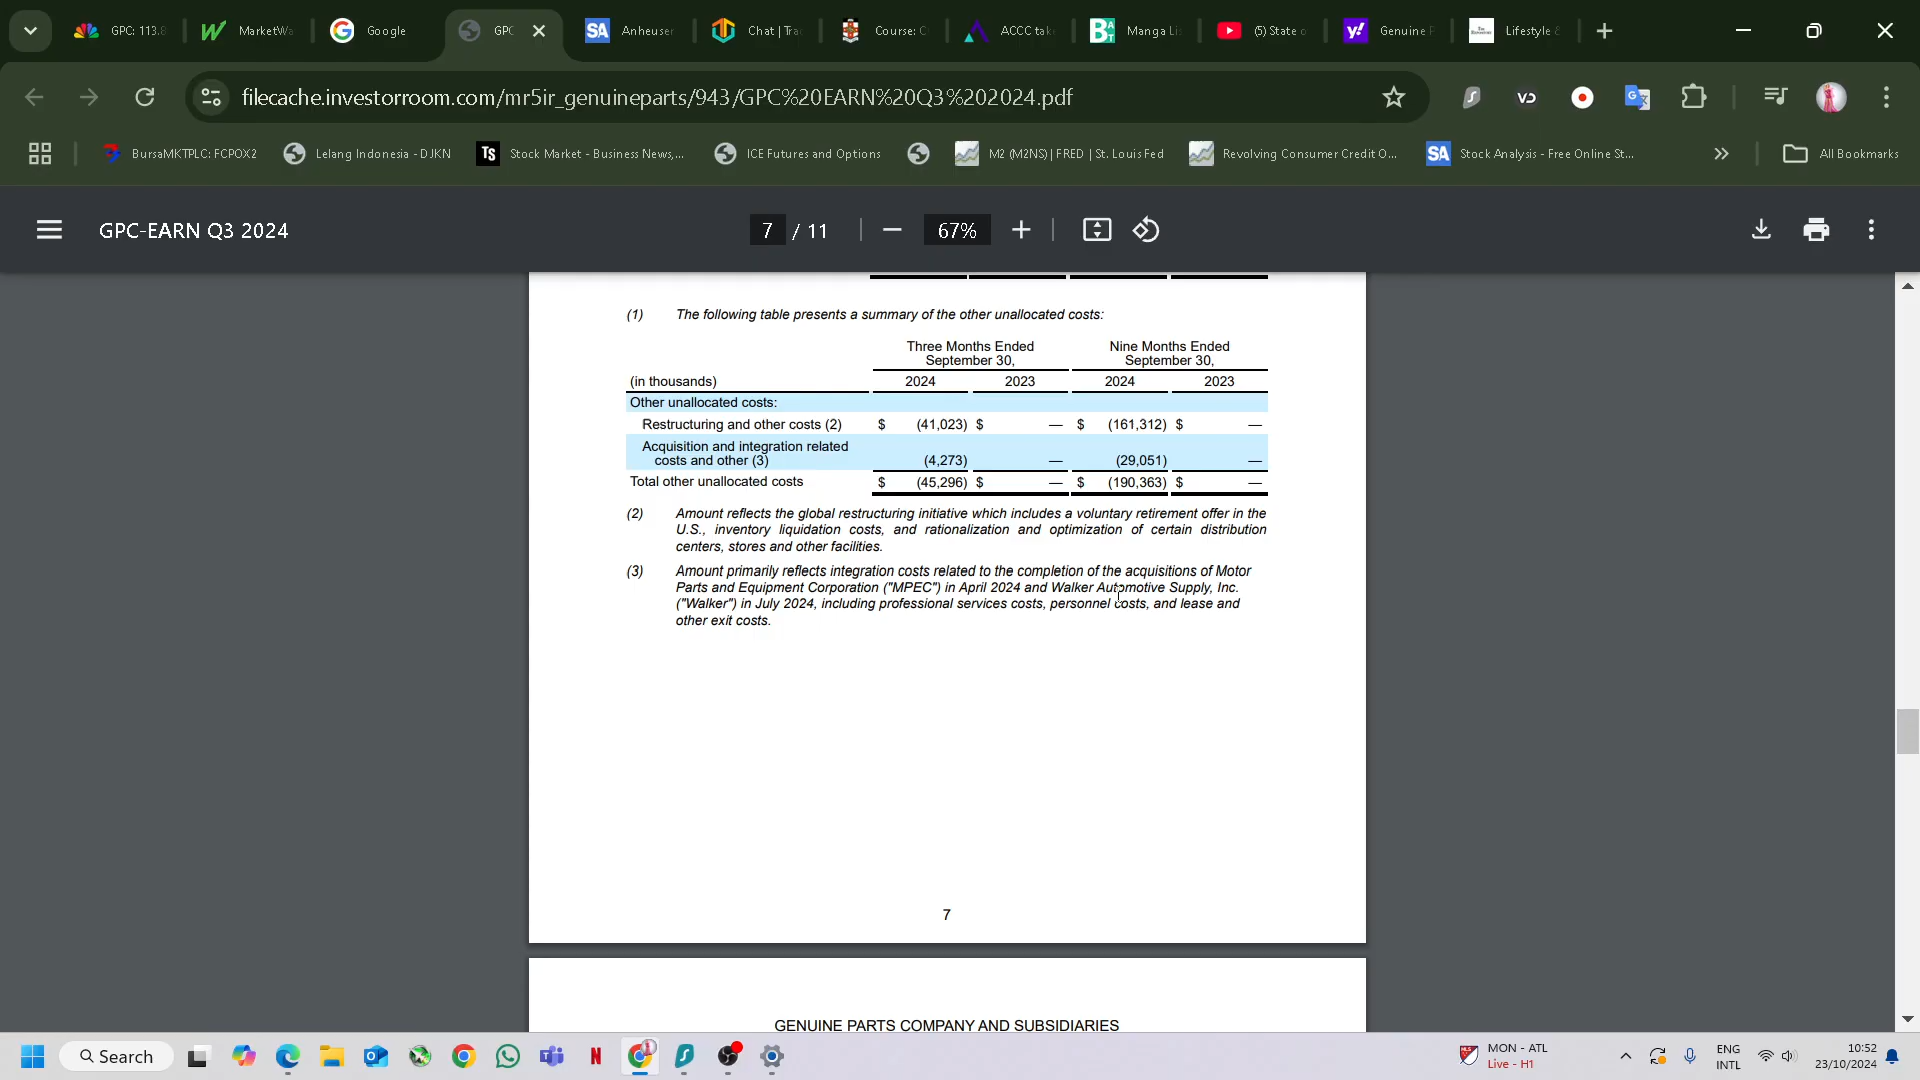 GPC: 113.8
MarketWa
Google
GPC
Anheuser
Chat | Tra
Course: C
ACCC tak
Manga Li
(5) State o
Genuine P
Lifestyle &
filecache.investorroom.com/mr5ir_genuineparts/943/GPC%20EARN%20Q3%202024.pdf
BursaMKTPLC: FCPOX2
Lelang Indonesia - DJKN
Stock Market - Business News,...
ICE Futures and Options
M2 (M2NS) | FRED | St. Louis Fed
Revolving Consumer Credit O...
Stock Analysis - Free Online St...
All Bookmarks
GPC-EARN Q3 2024
7 / 11
67%
(1) The following table presents a summary of the other unallocated costs:
Three Months Ended September 30, Nine Months Ended September 30,
(in thousands) 2024 2023 2024 2023
Other unallocated costs:
Restructuring and other costs (2) $ (41,023) $ — $ (161,312) $ —
Acquisition and integration related
costs and other (3) (4,273) — (29,051) —
Total other unallocated costs $ (45,296) $ — $ (190,363) $ —
(2) Amount reflects the global restructuring initiative which includes a voluntary retirement offer in the
U.S., inventory liquidation costs, and rationalization and optimization of certain distribution
centers, stores and other facilities.
(3) Amount primarily reflects integration costs related to the completion of the acquisitions of Motor
Parts and Equipment Corporation ("MPEC") in April 2024 and Walker Automotive Supply, Inc.
("Walker") in July 2024, including professional services costs, personnel costs, and lease and
other exit costs.
7
GENUINE PARTS COMPANY AND SUBSIDIARIES
Search
MON - ATL
Live - H1
ENG
INTL
10:52
23/10/2024